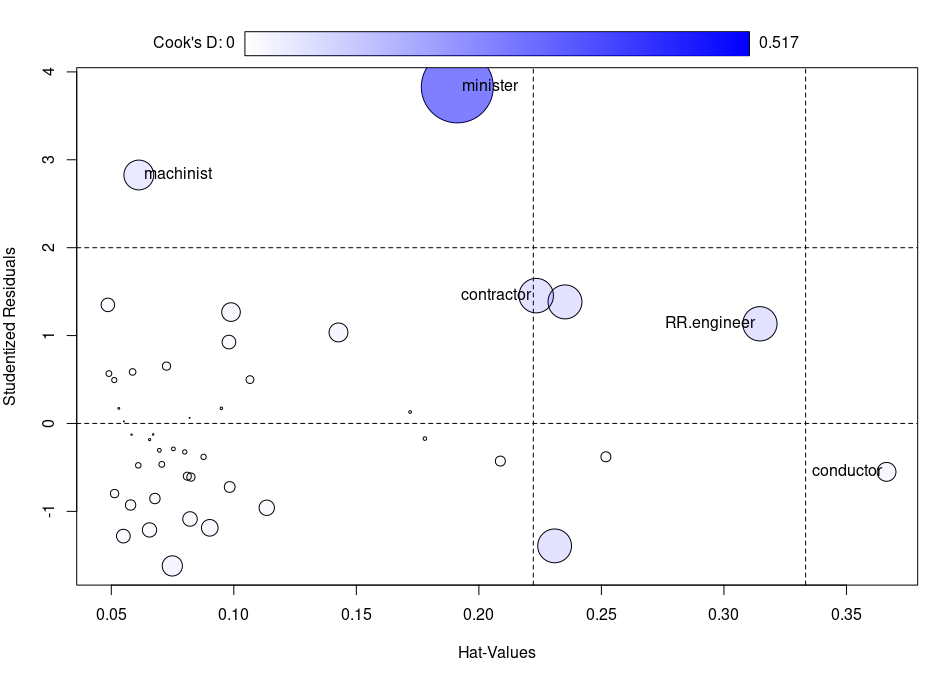 Cook's D: 0 0.517
Studentized Residuals
4
3
2
1
0
-1
minister
machinist
contractor
RR.engineer
conductor
0.05 0.10 0.15 0.20 0.25 0.30 0.35
Hat-Values